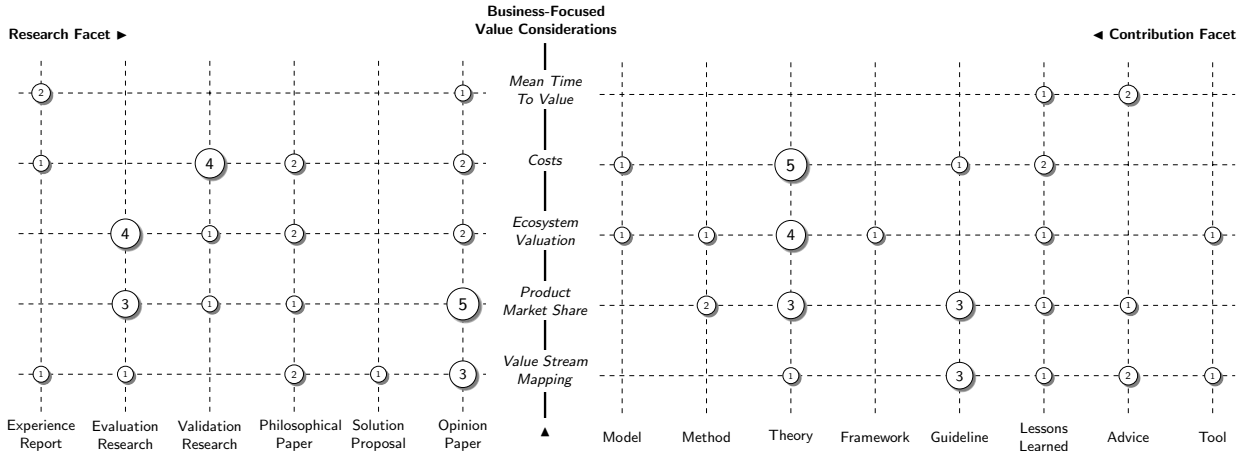 Business-Focused
Value Considerations
Research Facet ►
◄ Contribution Facet
Mean Time
To Value
2 1 1 2
Costs
1 4 2 2 1 5 1 2
Ecosystem
Valuation
4 1 2 2 1 1 4 1 1 1
Product
Market Share
3 1 1 5 2 3 3 1 1
Value Stream
Mapping
1 1 2 1 3 1 3 1 2 1
Experience
Report
Evaluation
Research
Validation
Research
Philosophical
Paper
Solution
Proposal
Opinion
Paper
▲
Model
Method
Theory
Framework
Guideline
Lessons
Learned
Advice
Tool